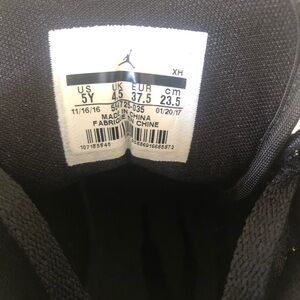 XH
US UK EUR cm
5Y 4.5 37.5 23.5
11/16/16 01/20/17
MADE IN CHINA
FABRIQUE EN CHINE